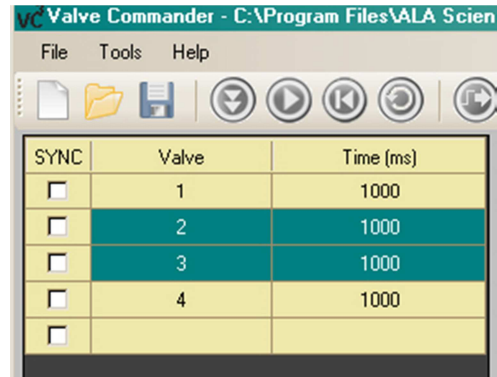 VC Valve Commander - C:\Program Files\ALA Scien
File Tools Help
SYNC Valve Time (ms)
1 1000
2 1000
3 1000
4 1000